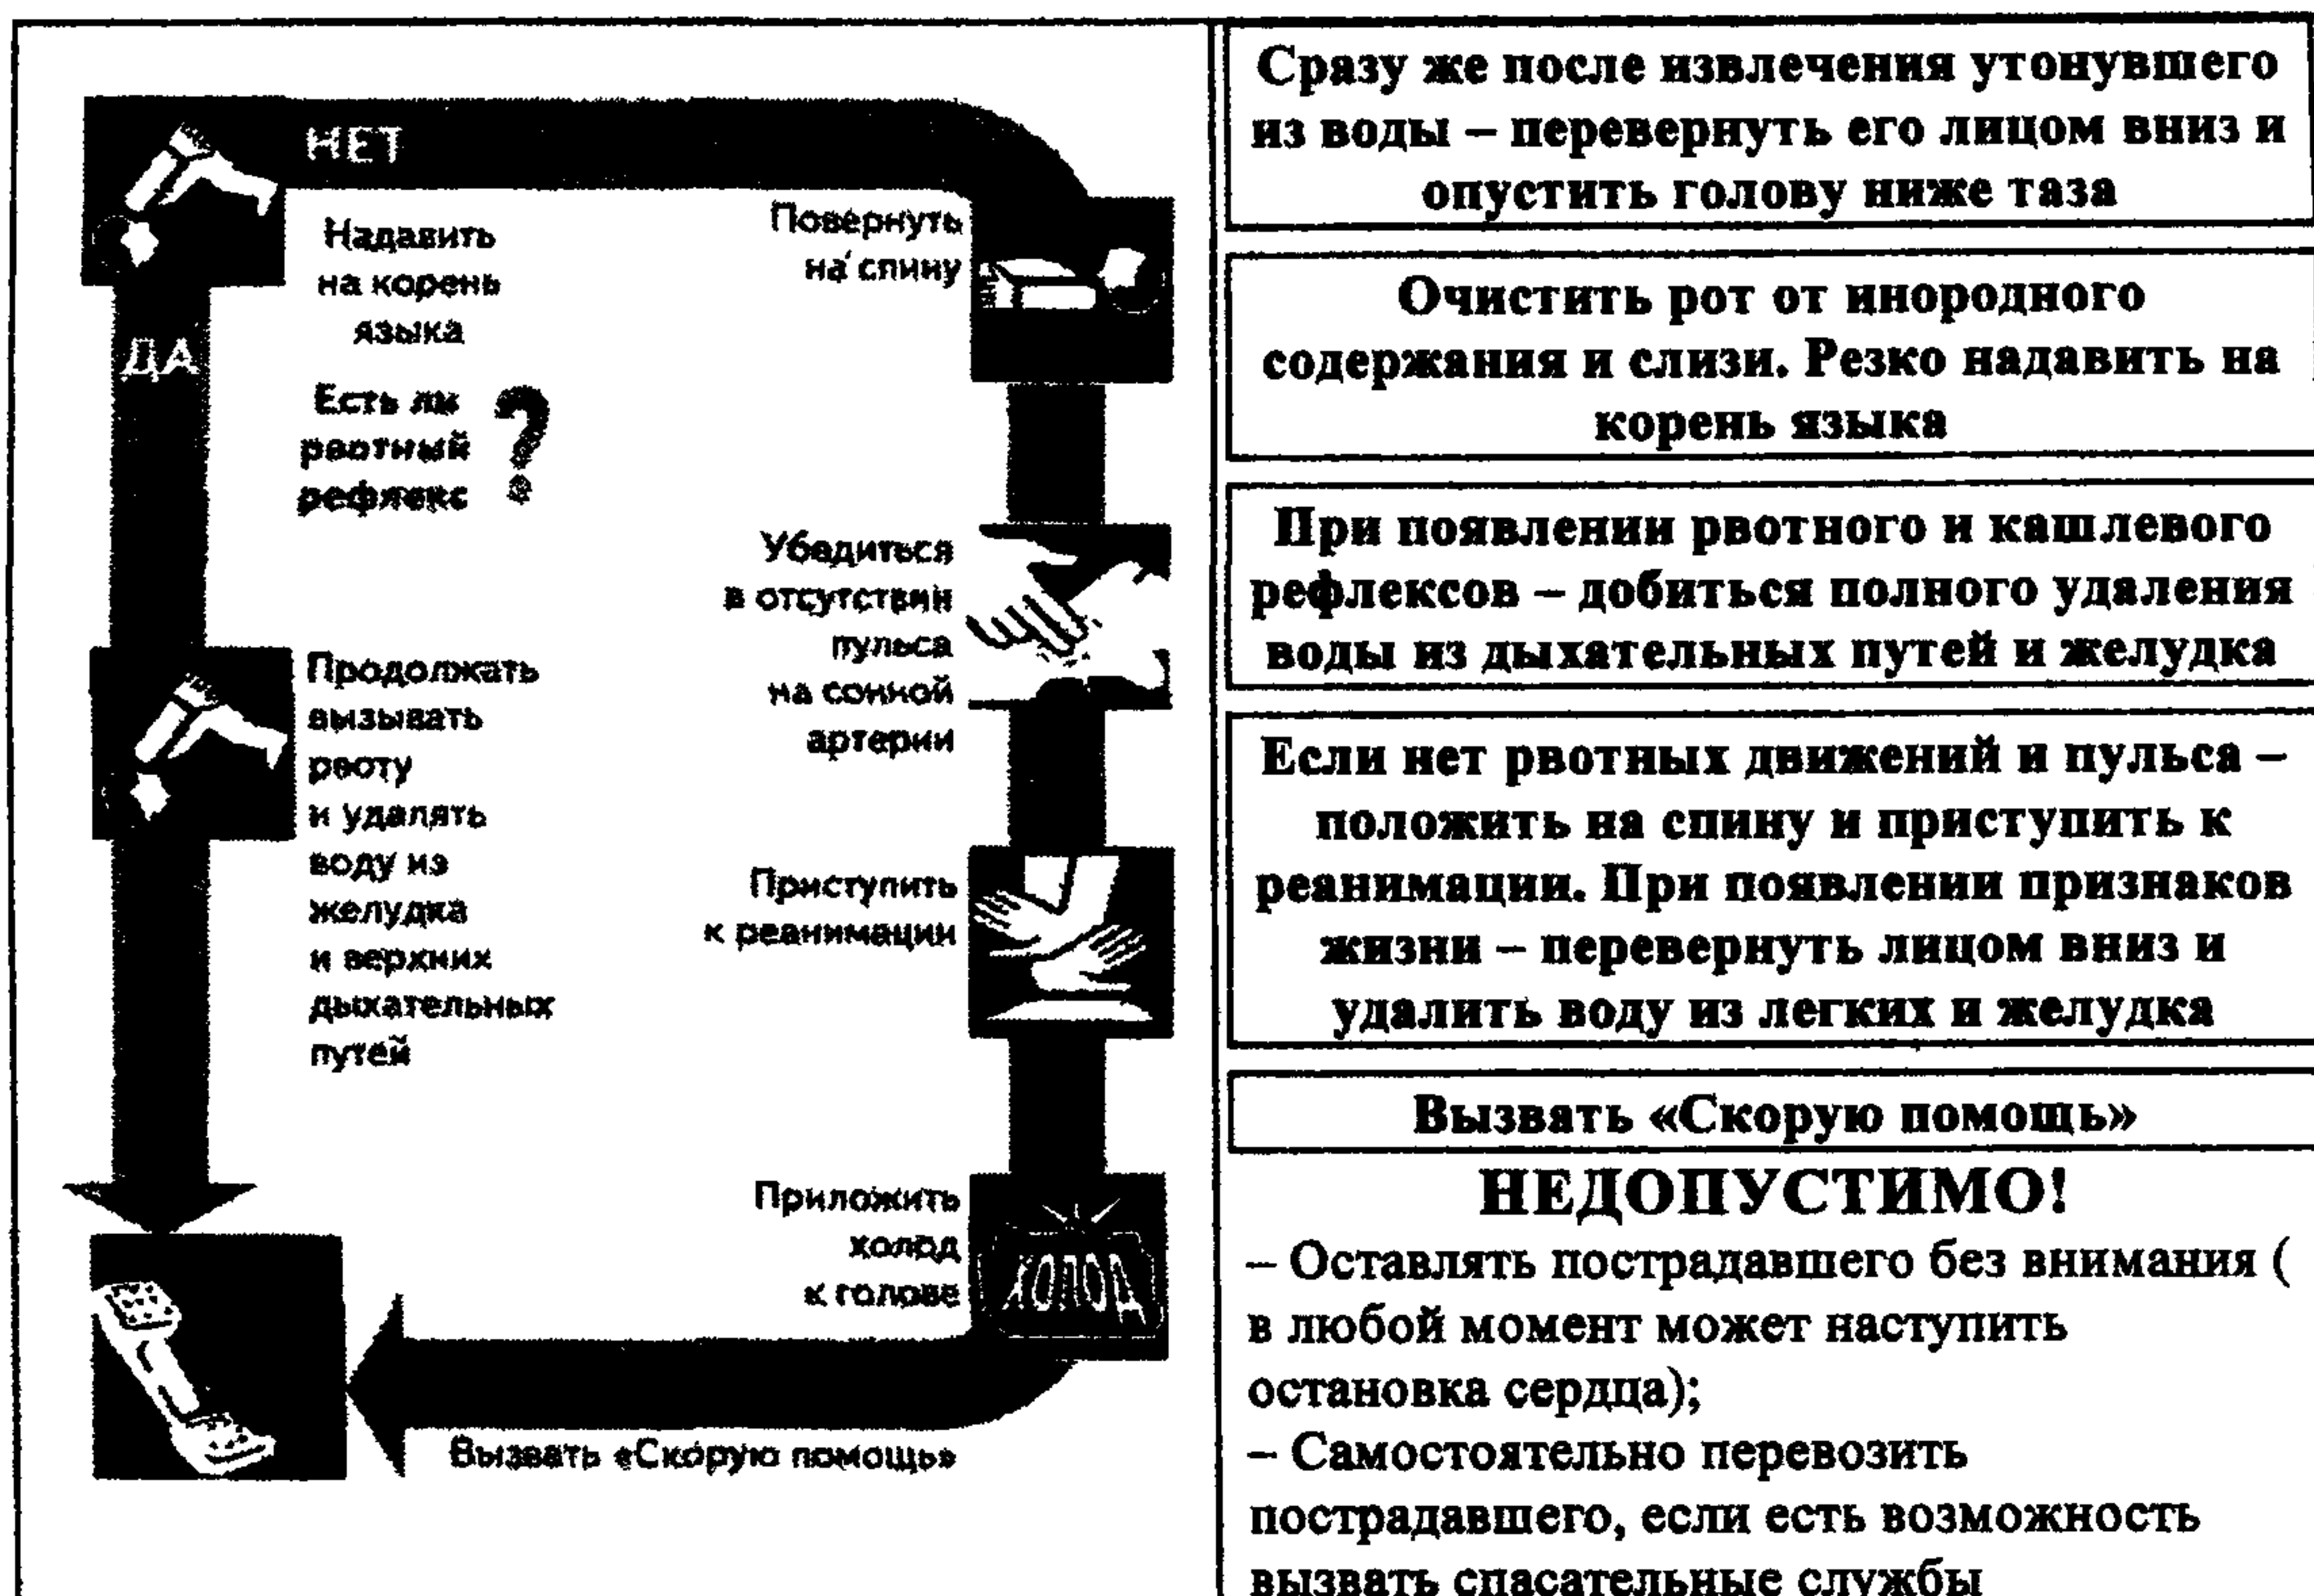 НЕТ
Надавить
на корень
языка
ДА
Есть ли
рвотный
рефлекс
?
Продолжать
вызывать
рвоту
и удалять
воду из
желудка
и верхних
дыхательных
путей
Повернуть
на спину
Убедиться
в отсутствии
пульса
на сонной
артерии
Приступить
к реанимации
Приложить
холод
к голове
ХОЛОД
Вызвать «Скорую помощь»
Сразу же после извлечения утонувшего
из воды – перевернуть его лицом вниз и
опустить голову ниже таза
Очистить рот от инородного
содержания и слизи. Резко надавить на
корень языка
При появлении рвотного и кашлевого
рефлексов – добиться полного удаления
воды из дыхательных путей и желудка
Если нет рвотных движений и пульса –
положить на спину и приступить к
реанимации. При появлении признаков
жизни – перевернуть лицом вниз и
удалить воду из легких и желудка
Вызвать «Скорую помощь»
НЕДОПУСТИМО!
– Оставлять пострадавшего без внимания (
в любой момент может наступить
остановка сердца);
– Самостоятельно перевозить
пострадавшего, если есть возможность
вызвать спасательные службы